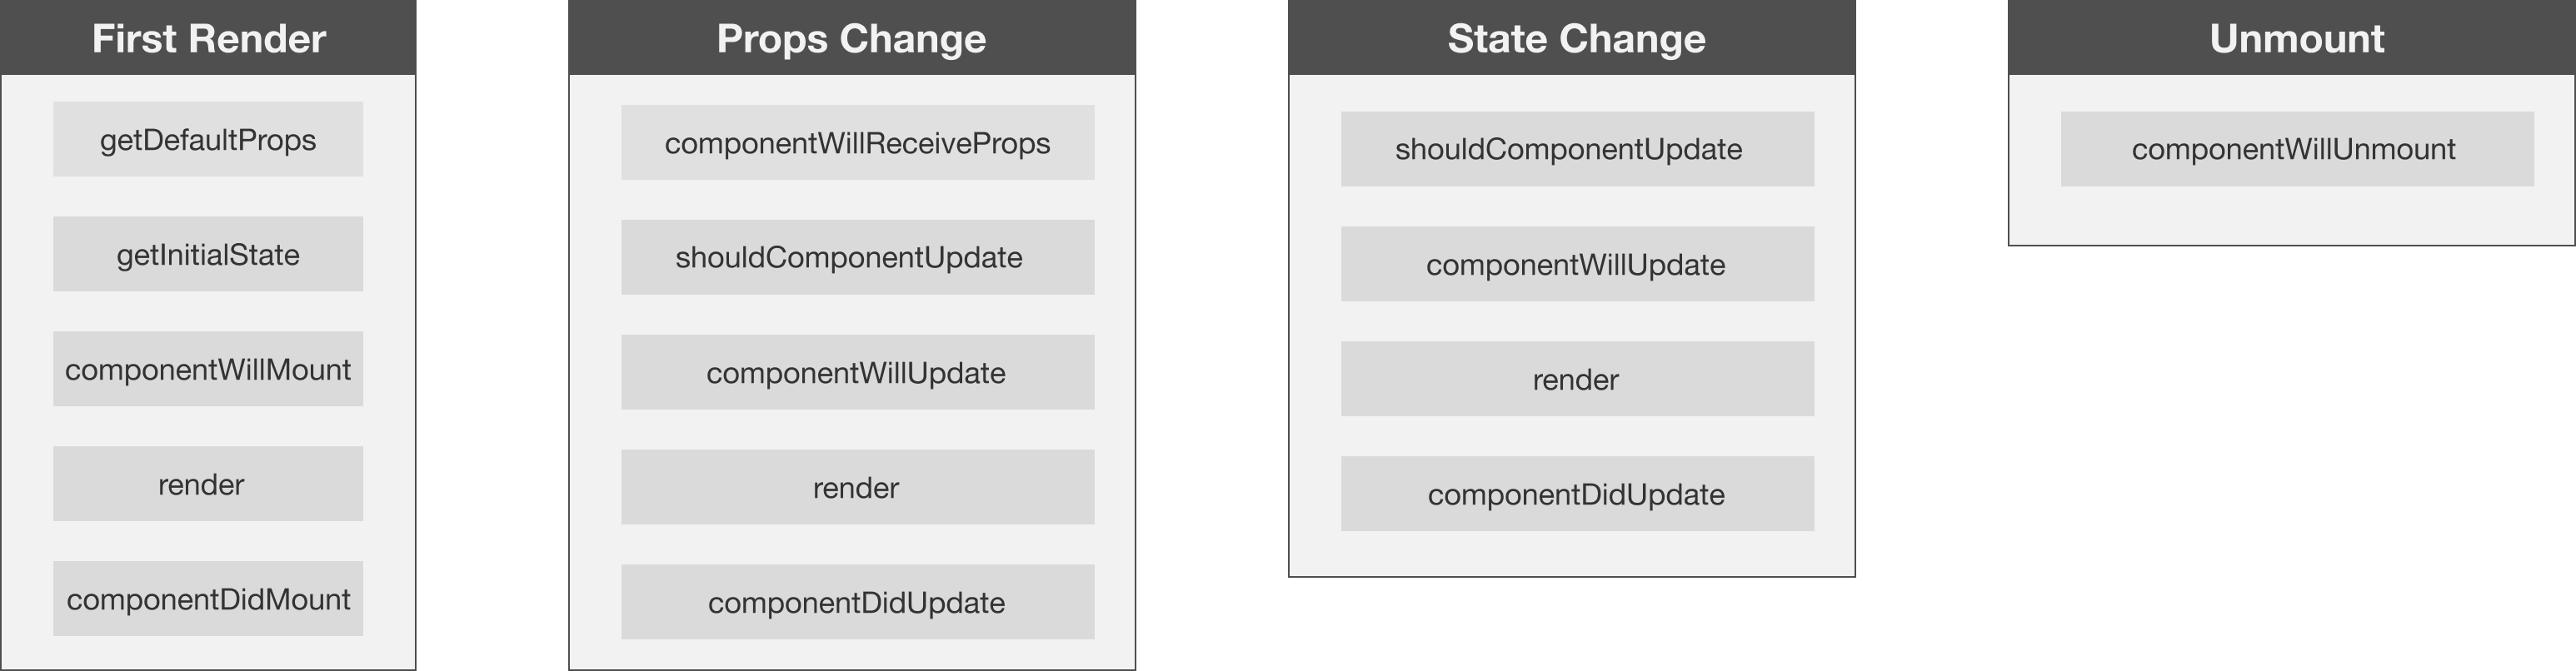 First Render
getDefaultProps
getInitialState
componentWillMount
render
componentDidMount
Props Change
componentWillReceiveProps
shouldComponentUpdate
componentWillUpdate
render
componentDidUpdate
State Change
shouldComponentUpdate
componentWillUpdate
render
componentDidUpdate
Unmount
componentWillUnmount